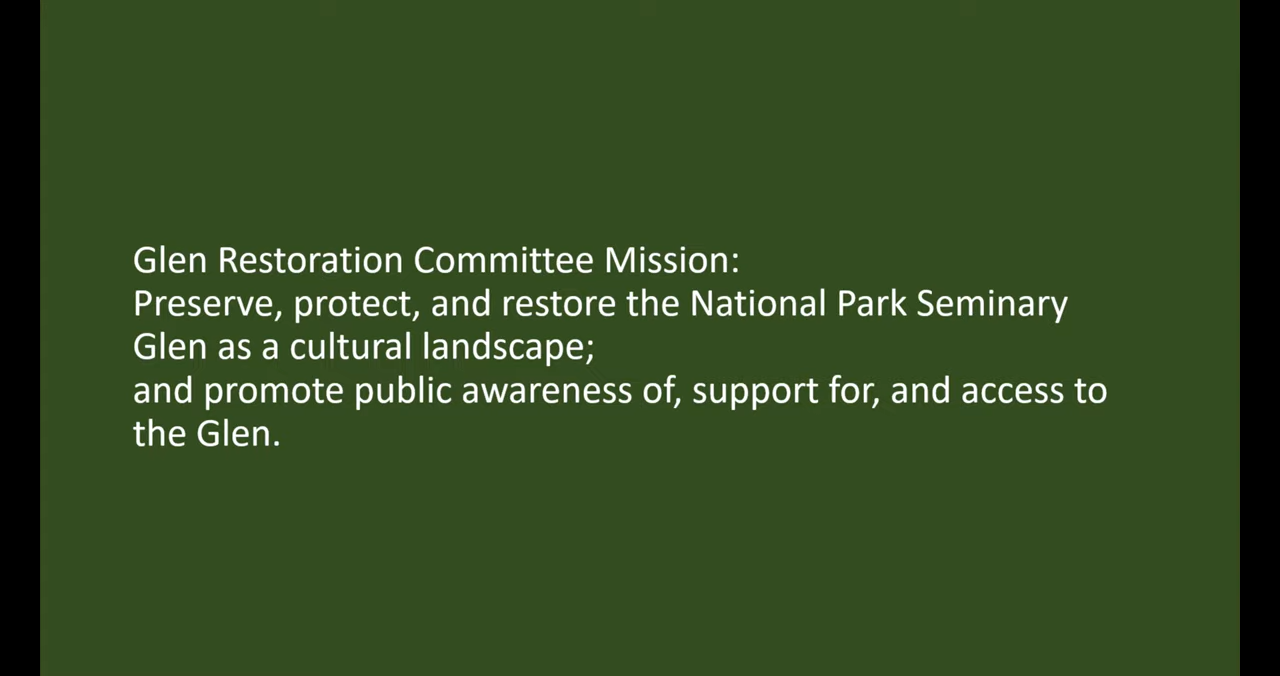 Glen Restoration Committee Mission:
Preserve, protect, and restore the National Park Seminary
Glen as a cultural landscape;
and promote public awareness of, support for, and access to
the Glen.